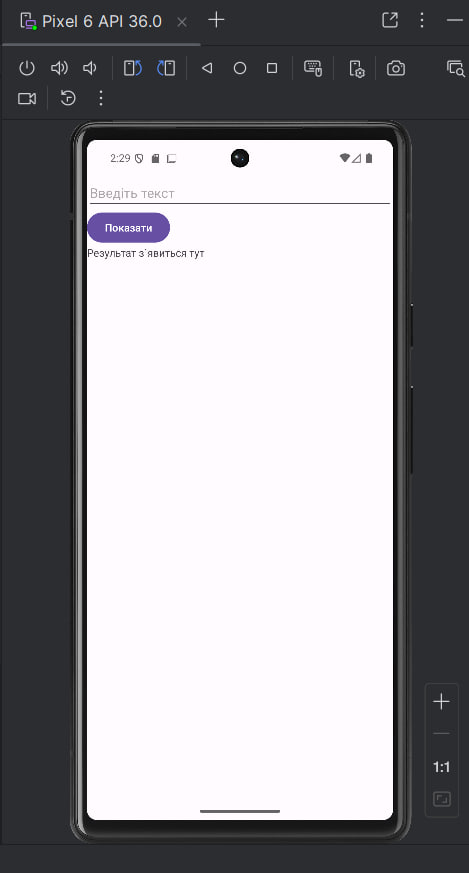 Pixel 6 API 36.0
2:29
Введіть текст
Показати
Результат з`явиться тут
1:1